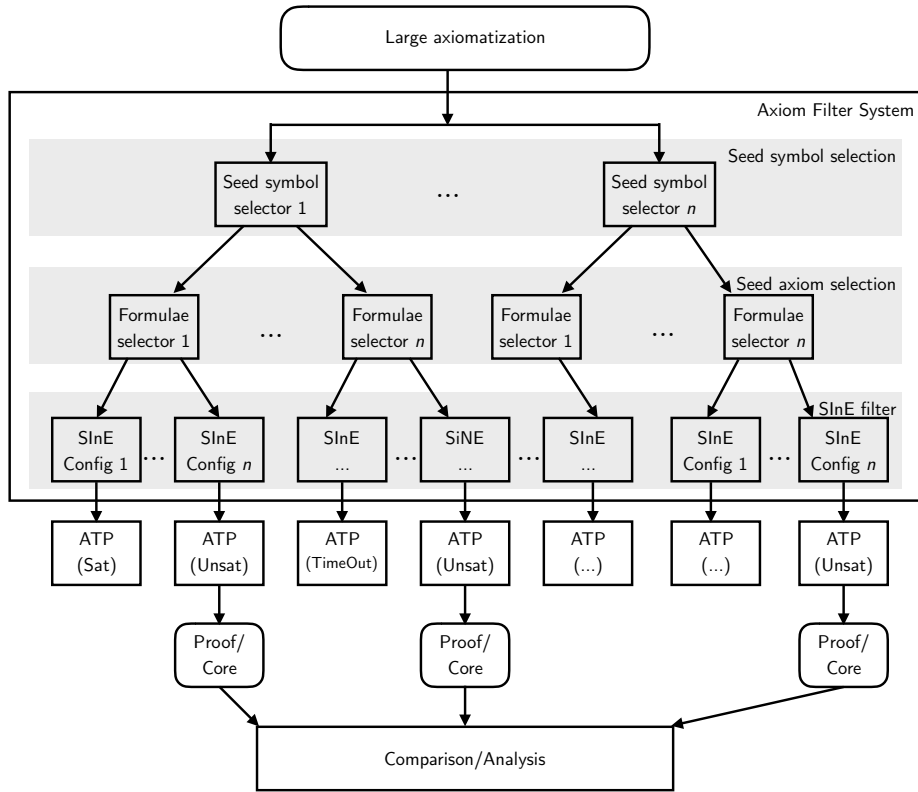 Large axiomatization
Axiom Filter System
Seed symbol selection
Seed symbol
selector 1
...
Seed symbol
selector n
Seed axiom selection
Formulae
selector 1
...
Formulae
selector n
Formulae
selector 1
...
Formulae
selector n
SInE filter
SInE
Config 1
...
SInE
Config n
SInE
...
...
SiNE
...
...
SInE
...
SInE
Config 1
...
SInE
Config n
ATP
(Sat)
ATP
(Unsat)
ATP
(TimeOut)
ATP
(Unsat)
ATP
(...)
ATP
(...)
ATP
(Unsat)
Proof/
Core
Proof/
Core
Proof/
Core
Comparison/Analysis